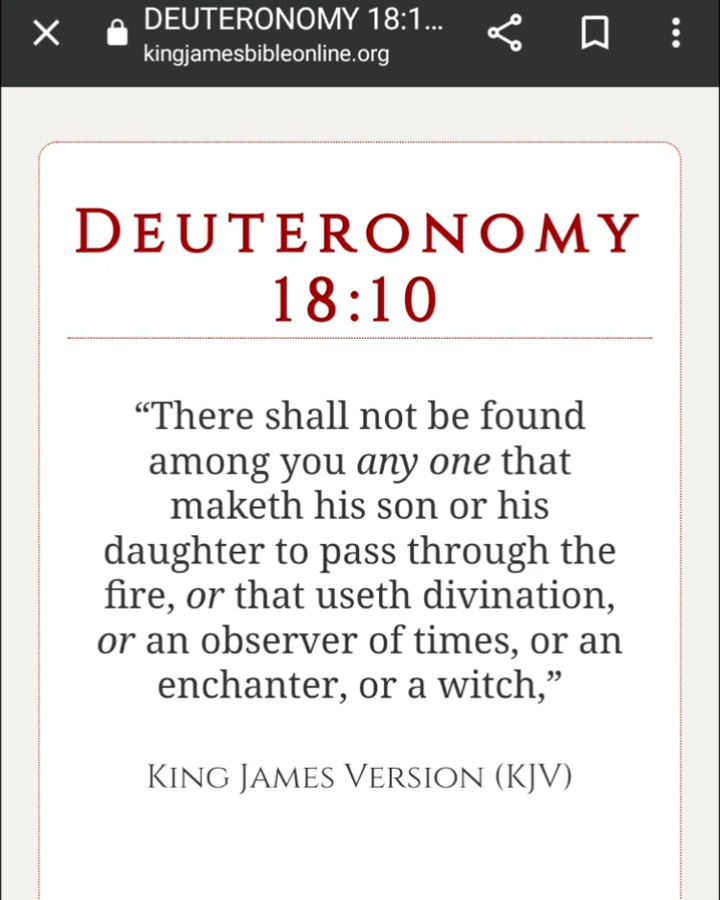 DEUTERONOMY 18:1...
kingjamesbibleonline.org
DEUTERONOMY
18:10
“There shall not be found
among you any one that
maketh his son or his
daughter to pass through the
fire, or that useth divination,
or an observer of times, or an
enchanter, or a witch,”
KING JAMES VERSION (KJV)